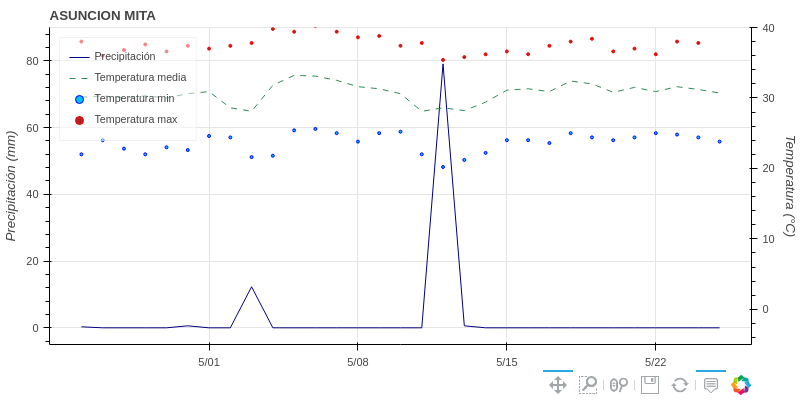 ASUNCION MITA
Precipitación
Temperatura media
Temperatura min
Temperatura max
Precipitación (mm)
80
60
40
20
0
Temperatura (°C)
40
30
20
10
0
5/01
5/08
5/15
5/22